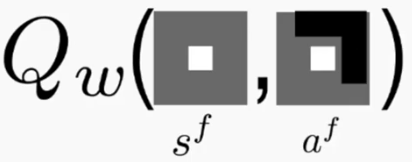 Q_w( , )
s^f a^f